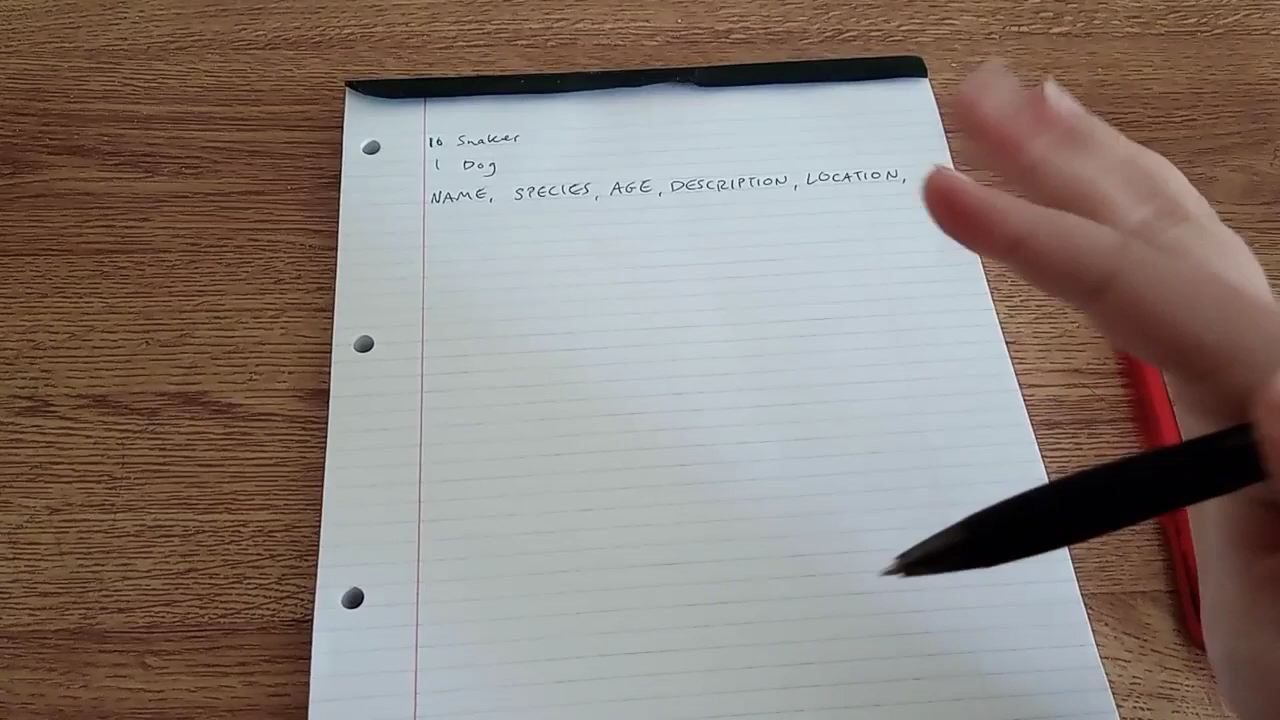 16 Snakes
1 Dog
NAME, SPECIES, AGE, DESCRIPTION, LOCATION,